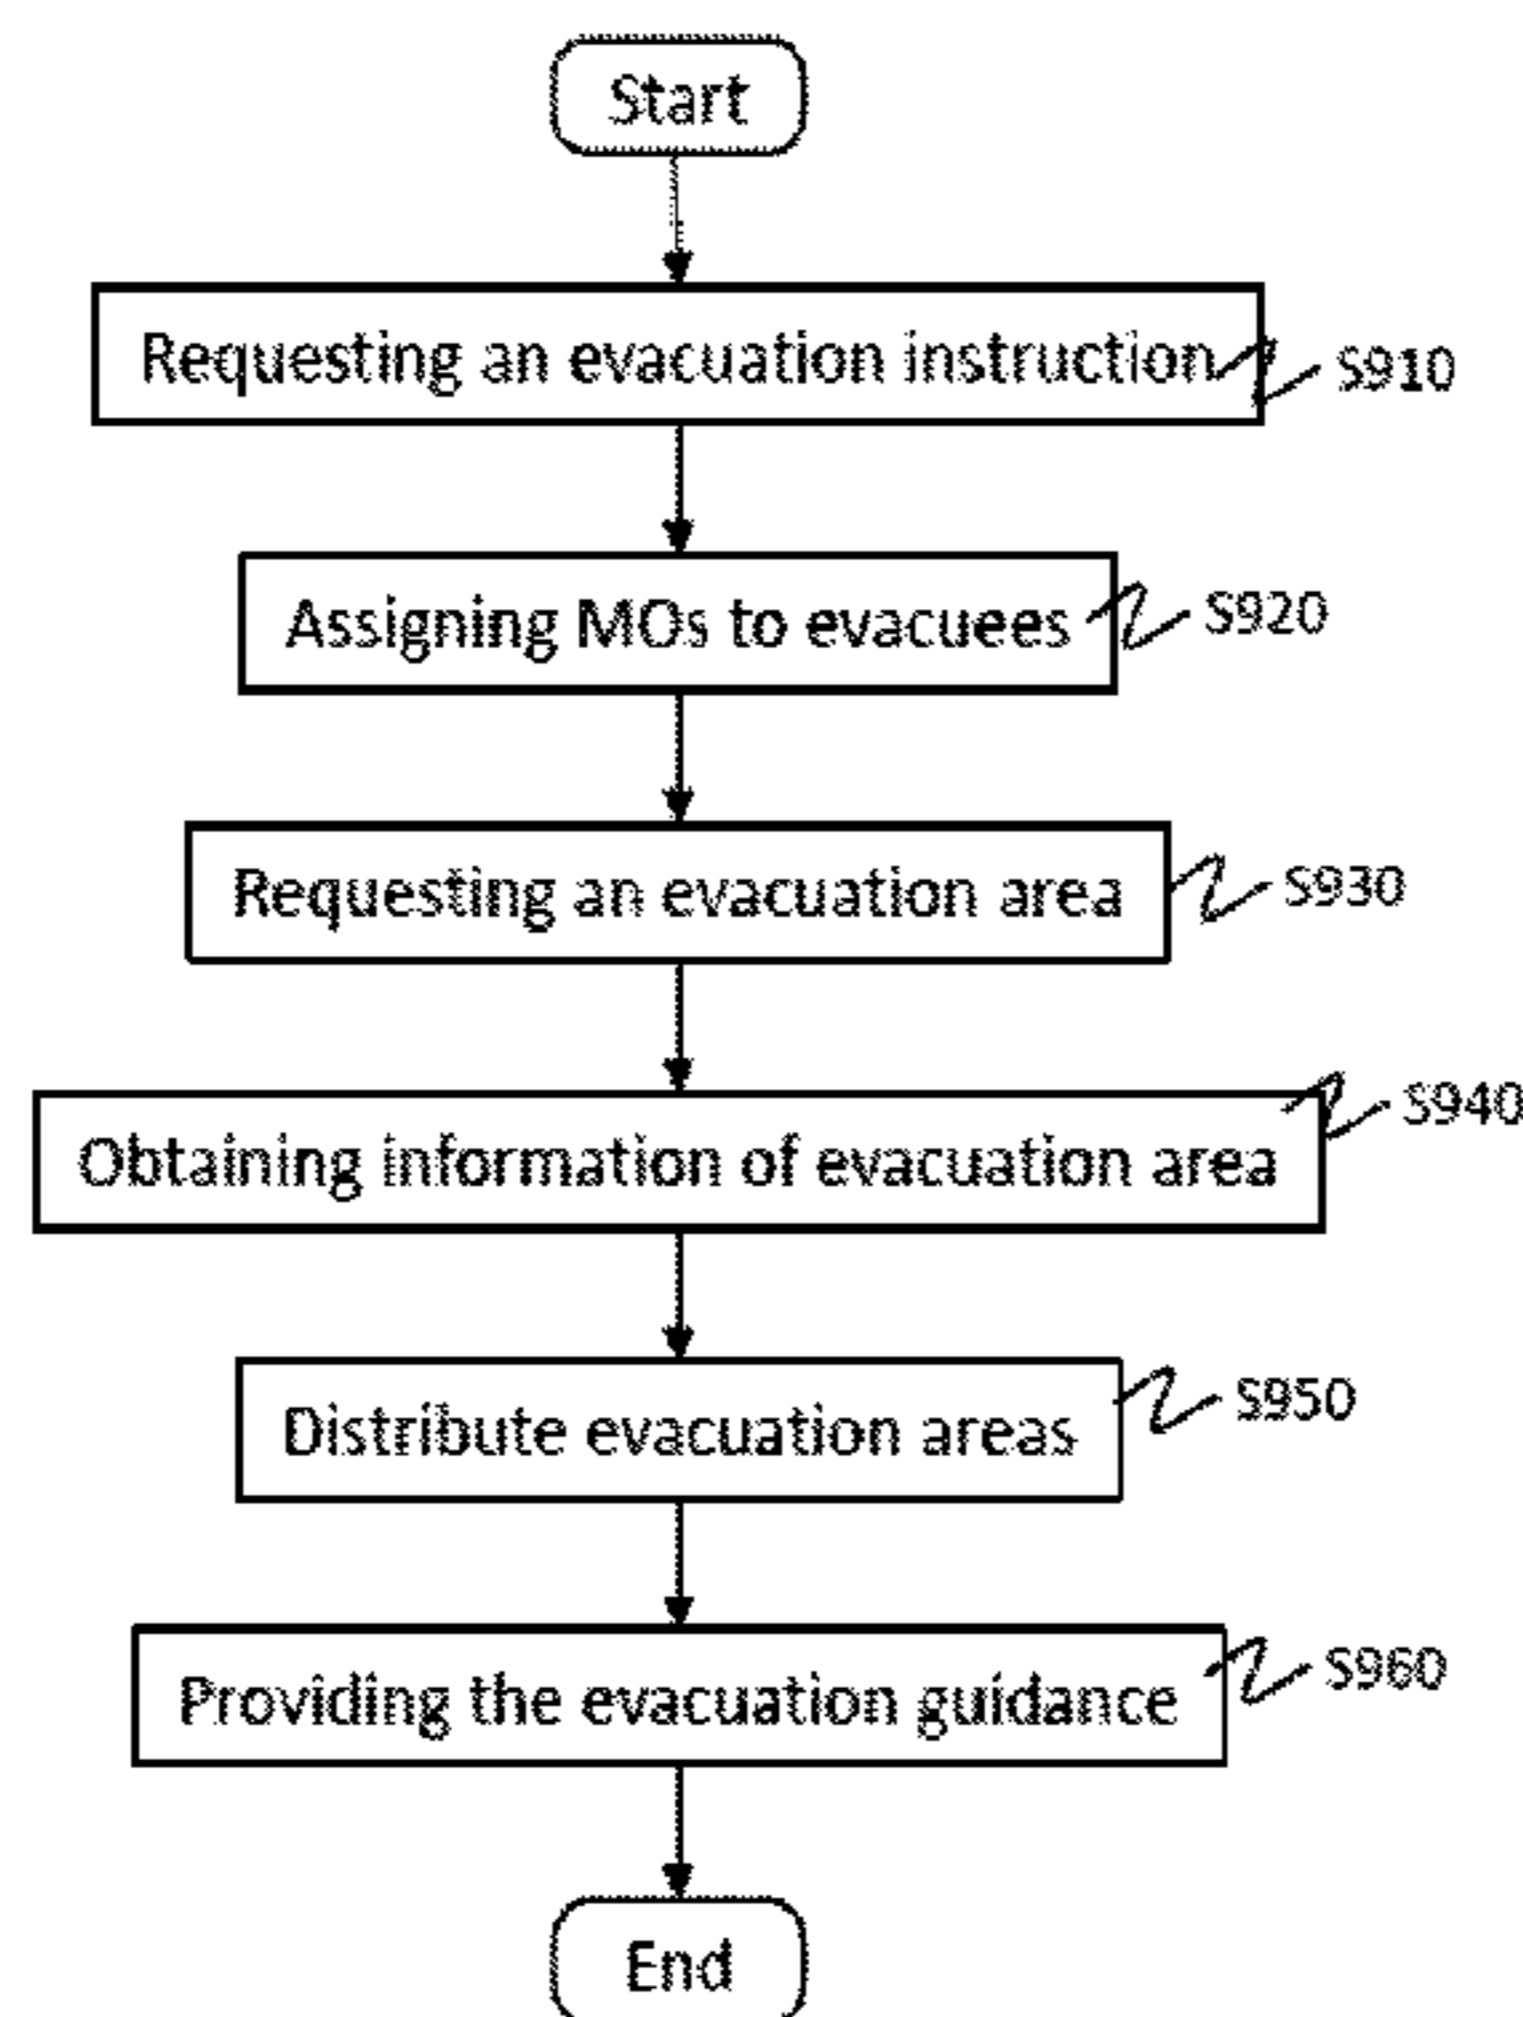 Start
Requesting an evacuation instruction
S910
Assigning MOs to evacuees
S920
Requesting an evacuation area
S930
Obtaining information of evacuation area
S940
Distribute evacuation areas
S950
Providing the evacuation guidance
S960
End